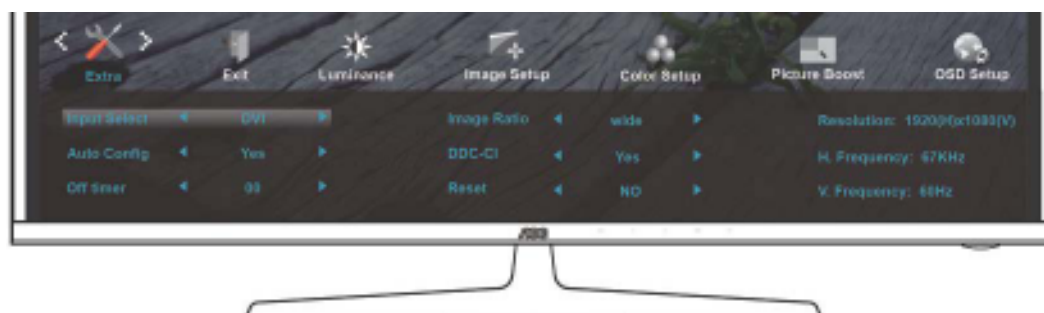 Extra Exit Luminance Image Setup Color Setup Picture Boost OSD Setup
Input Select DVI Image Ratio wide Resolution: 1920(H)x1080(V)
Auto Config Yes DDC-CI Yes H. Frequency: 67KHz
Off timer 00 Reset NO V. Frequency: 60Hz
AOC